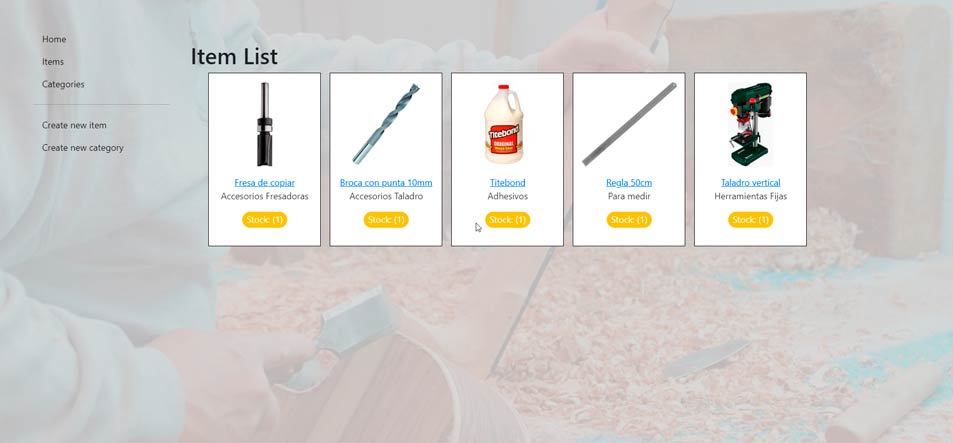 Home
Items
Categories
Create new item
Create new category
Item List
Fresa de copiar
Accesorios Fresadoras
Stock: (1)
Broca con punta 10mm
Accesorios Taladro
Stock: (1)
Titebond
ORIGINAL
Titebond
Adhesivos
Stock: (1)
Regla 50cm
Para medir
Stock: (1)
Taladro vertical
Herramientas Fijas
Stock: (1)